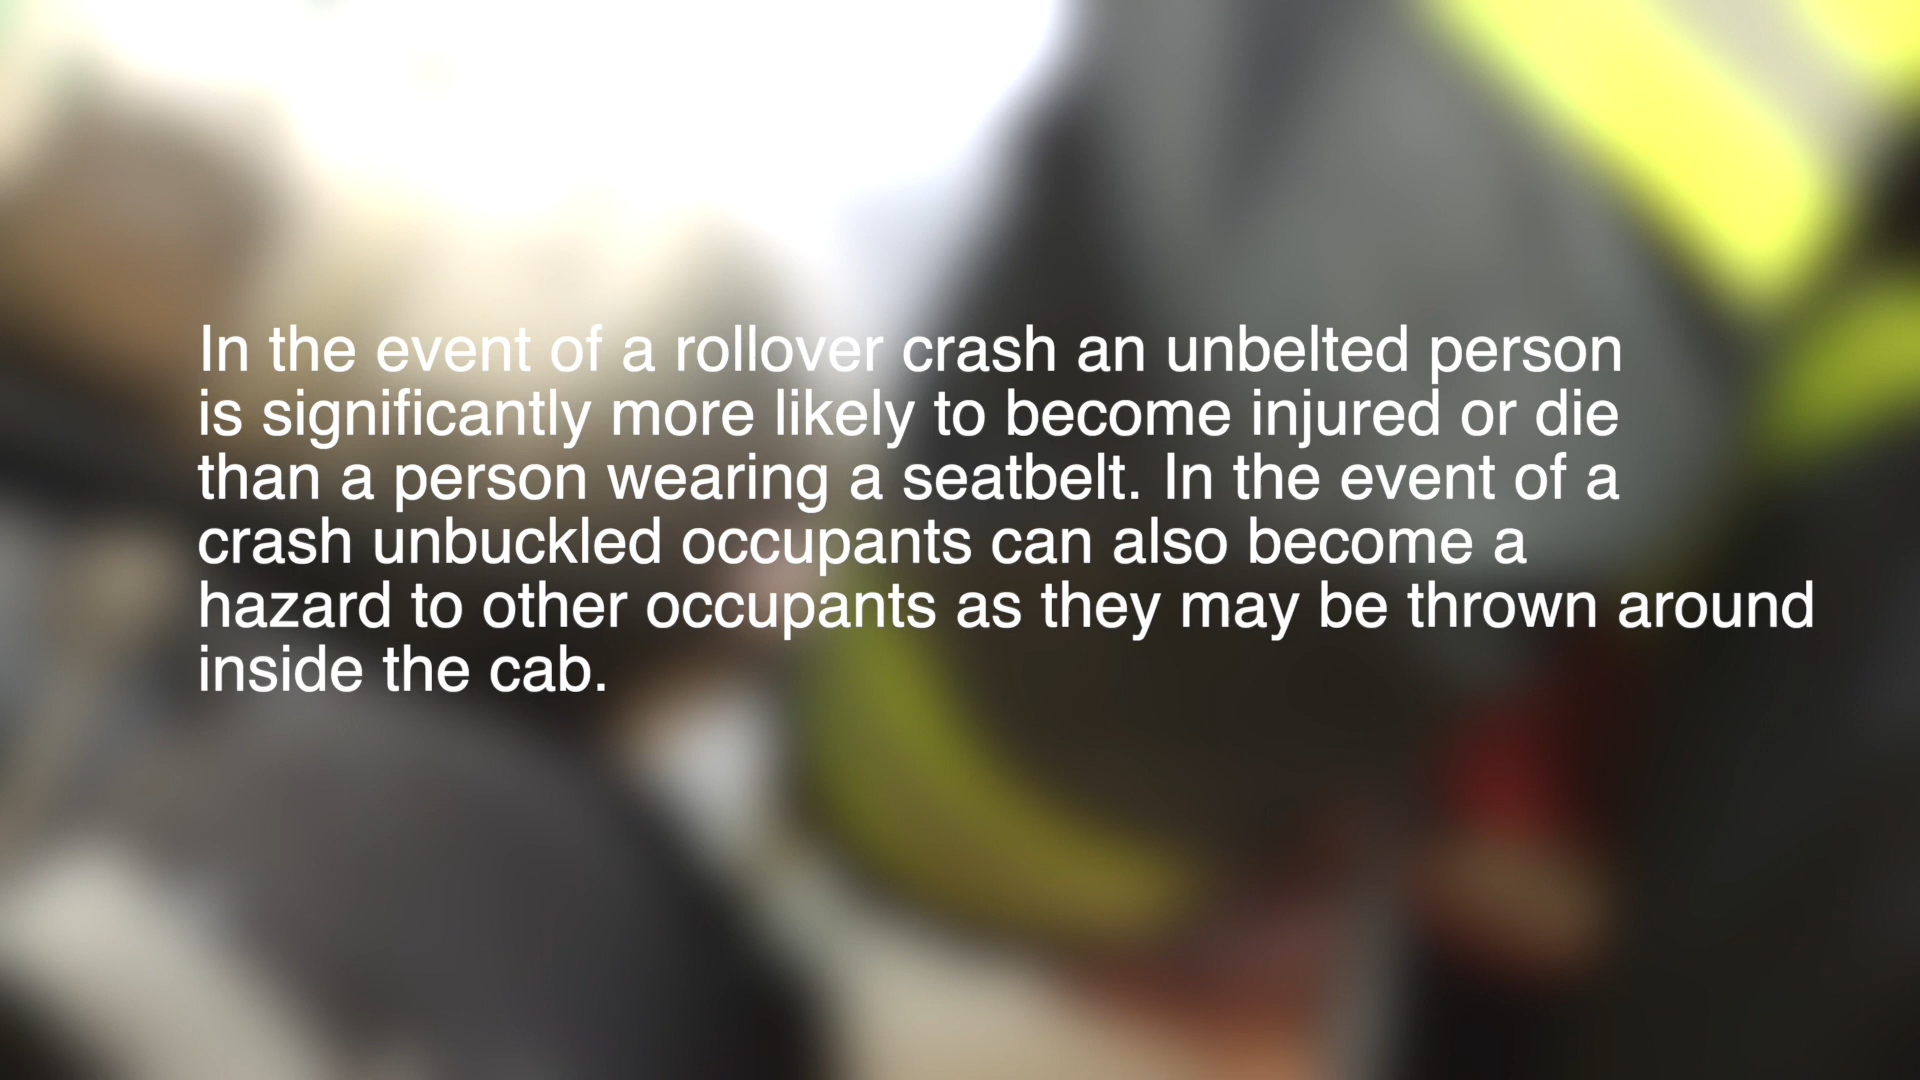 In the event of a rollover crash an unbelted person
is significantly more likely to become injured or die
than a person wearing a seatbelt. In the event of a
crash unbuckled occupants can also become a
hazard to other occupants as they may be thrown around
inside the cab.